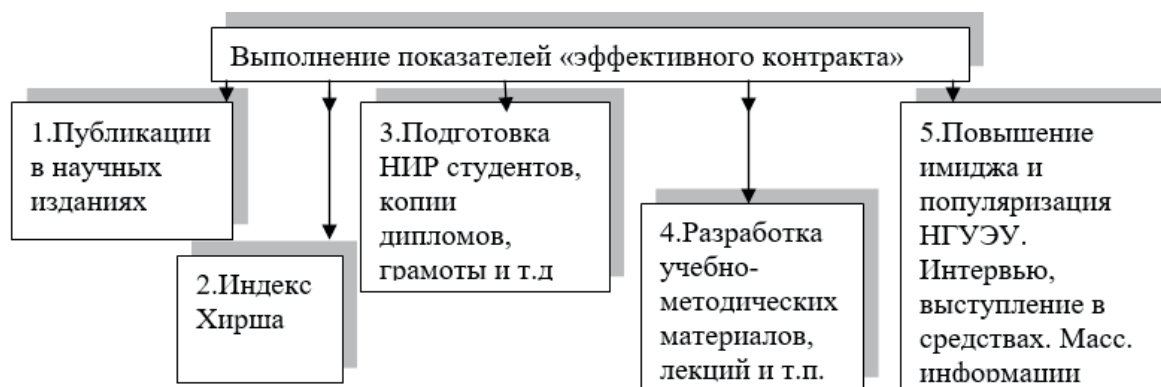 Выполнение показателей «эффективного контракта»
1.Публикации
в научных
изданиях
2.Индекс
Хирша
3.Подготовка
НИР студентов,
копии
дипломов,
грамоты и т.д
4.Разработка
учебно-
методических
материалов,
лекций и т.п.
5.Повышение
имиджа и
популяризация
НГУЭУ.
Интервью,
выступление в
средствах. Масс.
информации